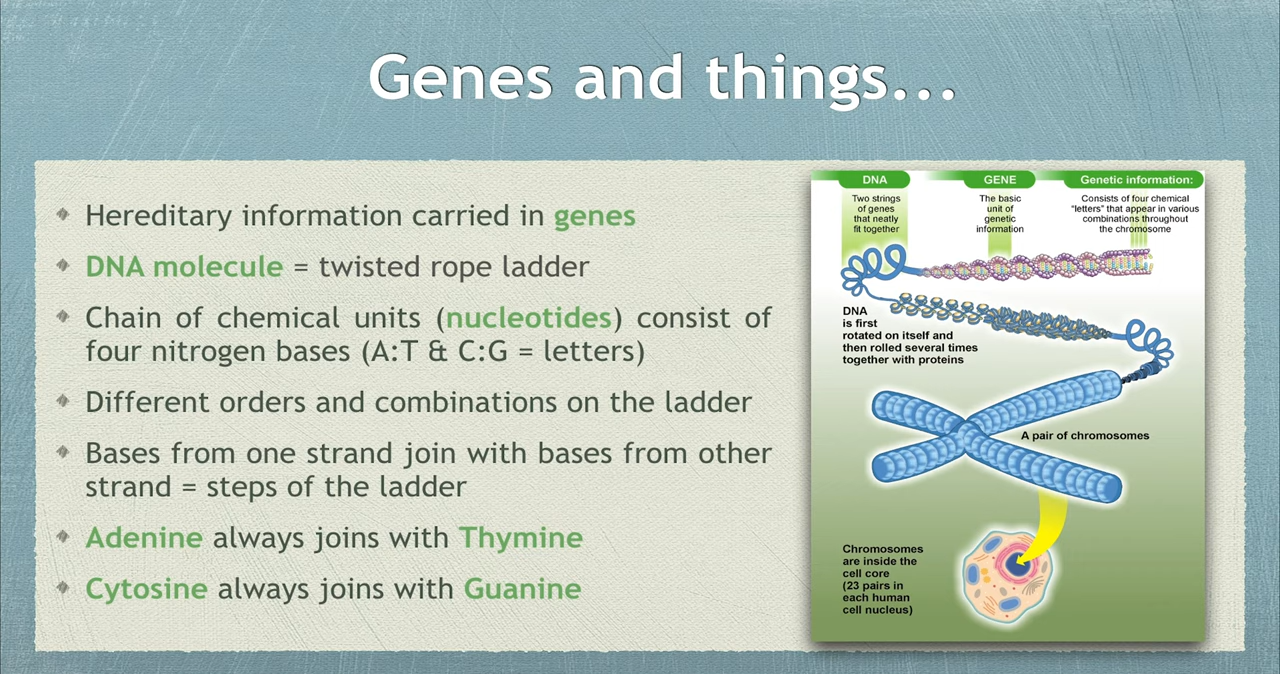 Genes and things...
Hereditary information carried in genes
DNA molecule = twisted rope ladder
Chain of chemical units (nucleotides) consist of
four nitrogen bases (A:T & C:G = letters)
Different orders and combinations on the ladder
Bases from one strand join with bases from other
strand = steps of the ladder
Adenine always joins with Thymine
Cytosine always joins with Guanine
DNA
Two strings
of genes
that neatly
fit together
GENE
The basic
unit of
genetic
information
Genetic information:
Consists of four chemical
"letters" that appear in various
combinations throughout
the chromosome
DNA
is first
rotated on itself and
then rolled several times
together with proteins
A pair of chromosomes
Chromosomes
are inside the
cell core
(23 pairs in
each human
cell nucleus)